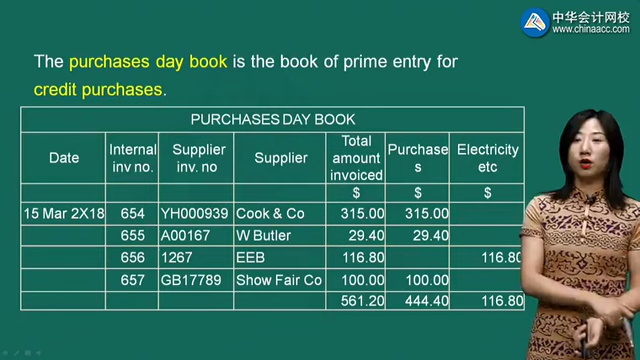 中华会计网校
www.chinaacc.com
The purchases day book is the book of prime entry for
credit purchases.
PURCHASES DAY BOOK
Date Internal inv no. Supplier inv. no Supplier Total amount invoiced Purchases Electricity etc
$ $ $
15 Mar 2X18 654 YH000939 Cook & Co 315.00 315.00
655 A00167 W Butler 29.40 29.40
656 1267 EEB 116.80 116.80
657 GB17789 Show Fair Co 100.00 100.00
561.20 444.40 116.80